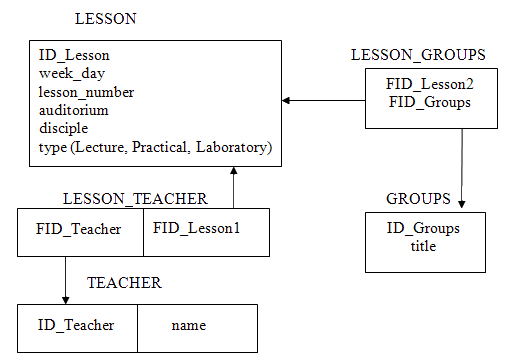 LESSON
ID_Lesson
week_day
lesson_number
auditorium
disciple
type (Lecture, Practical, Laboratory)
LESSON_GROUPS
FID_Lesson2
FID_Groups
LESSON_TEACHER
FID_Teacher
FID_Lesson1
GROUPS
ID_Groups
title
TEACHER
ID_Teacher
name